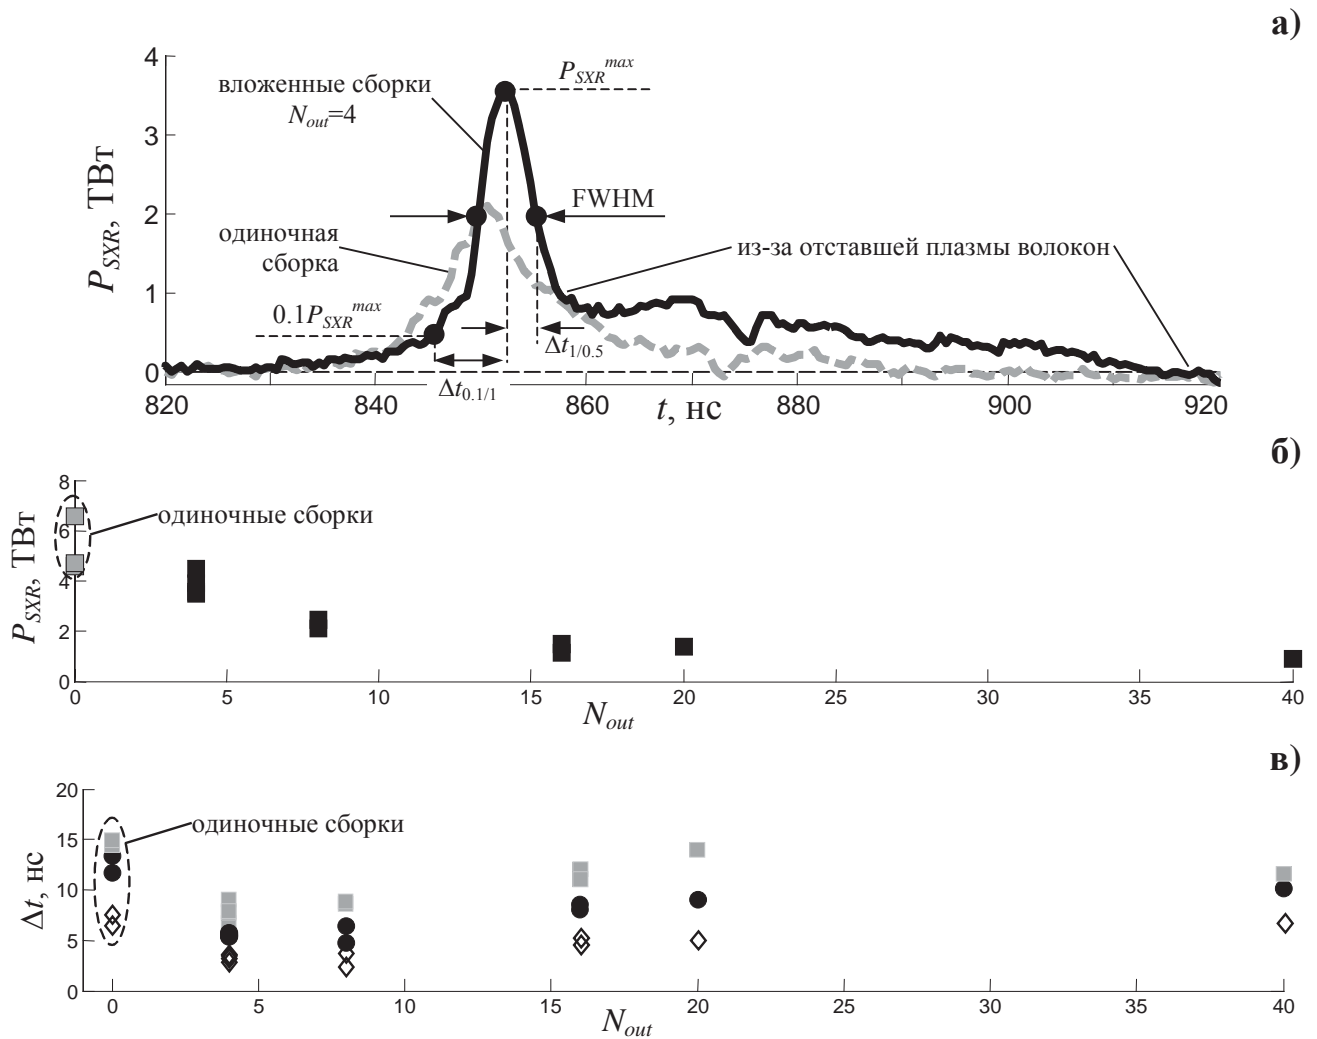 а)
4
P_SXR^max
вложенные сборки
N_out=4
3
P_SXR, ТВт
FWHM
2
одиночная
сборка
из-за отставшей плазмы волокон
1
0.1P_SXR^max
Δt_1/0.5
0
Δt_0.1/1
820 840 860 t, нс 880 900 920
б)
8
одиночные сборки
6
P_SXR, ТВт
4
2
0
0 5 10 15 20 25 30 35 40
N_out
в)
20
одиночные сборки
15
Δt, нс
10
5
0
0 5 10 15 20 25 30 35 40
N_out